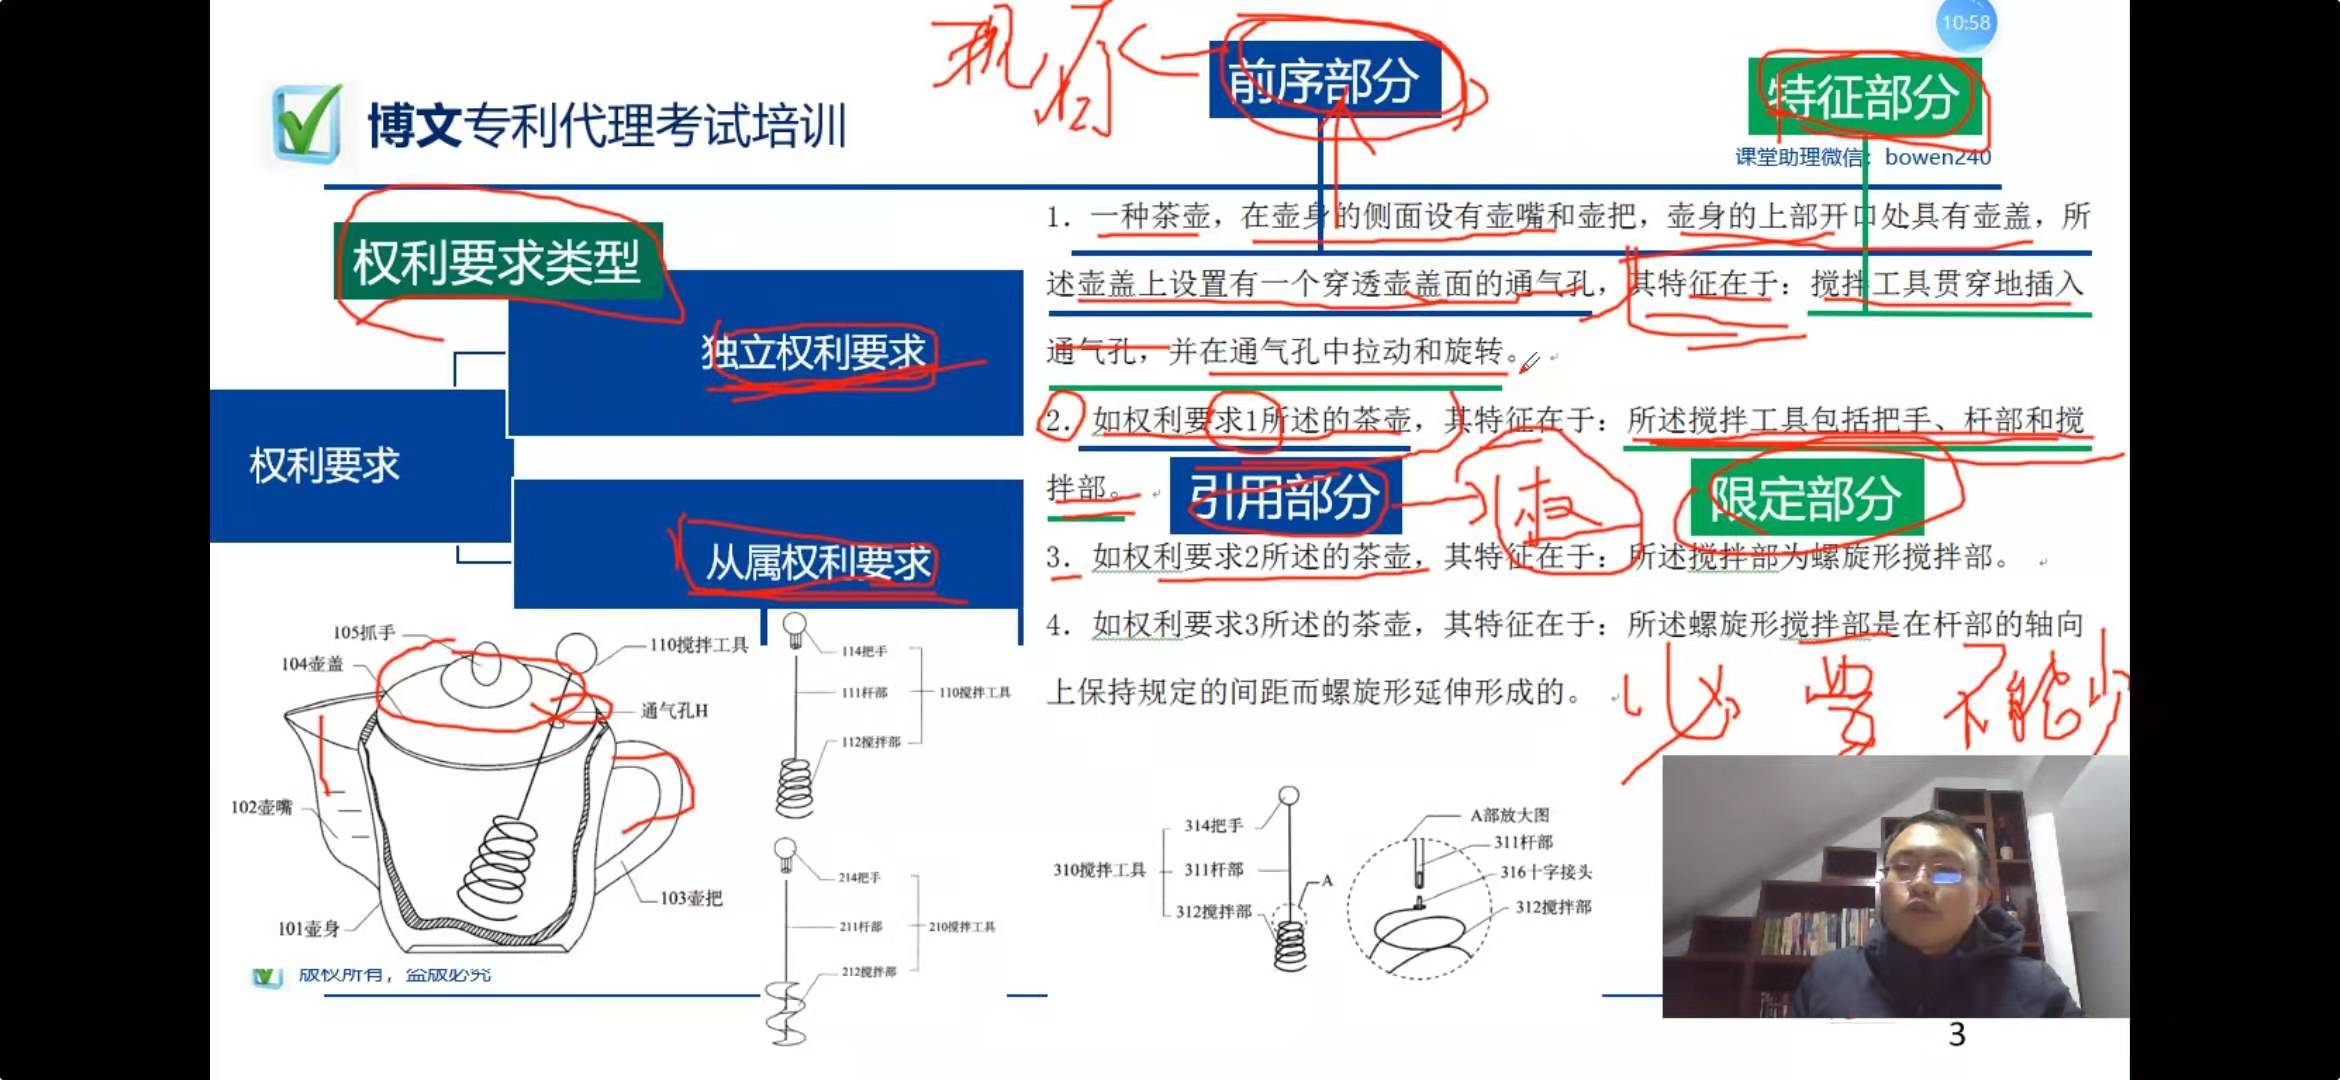 10:58
现有
前序部分
特征部分
博文专利代理考试培训
课堂助理微信：bowen240
权利要求类型
权利要求
独立权利要求
从属权利要求
1. 一种茶壶，在壶身的侧面设有壶嘴和壶把，壶身的上部开口处具有壶盖，所
述壶盖上设置有一个穿透壶盖面的通气孔，其特征在于：搅拌工具贯穿地插入
通气孔，并在通气孔中拉动和旋转。
2. 如权利要求1所述的茶壶，其特征在于：所述搅拌工具包括把手、杆部和搅
拌部。
引用部分
限定部分
3. 如权利要求2所述的茶壶，其特征在于：所述搅拌部为螺旋形搅拌部。
4. 如权利要求3所述的茶壶，其特征在于：所述螺旋形搅拌部是在杆部的轴向
上保持规定的间距而螺旋形延伸形成的。
必要 不能少
105抓手
104壶盖
110搅拌工具
通气孔H
102壶嘴
103壶把
101壶身
114把手
111杆部
110搅拌工具
112搅拌部
214把手
211杆部
210搅拌工具
212搅拌部
314把手
310搅拌工具
311杆部
312搅拌部
A
A部放大图
311杆部
316十字接头
312搅拌部
版权所有，盗版必究
3